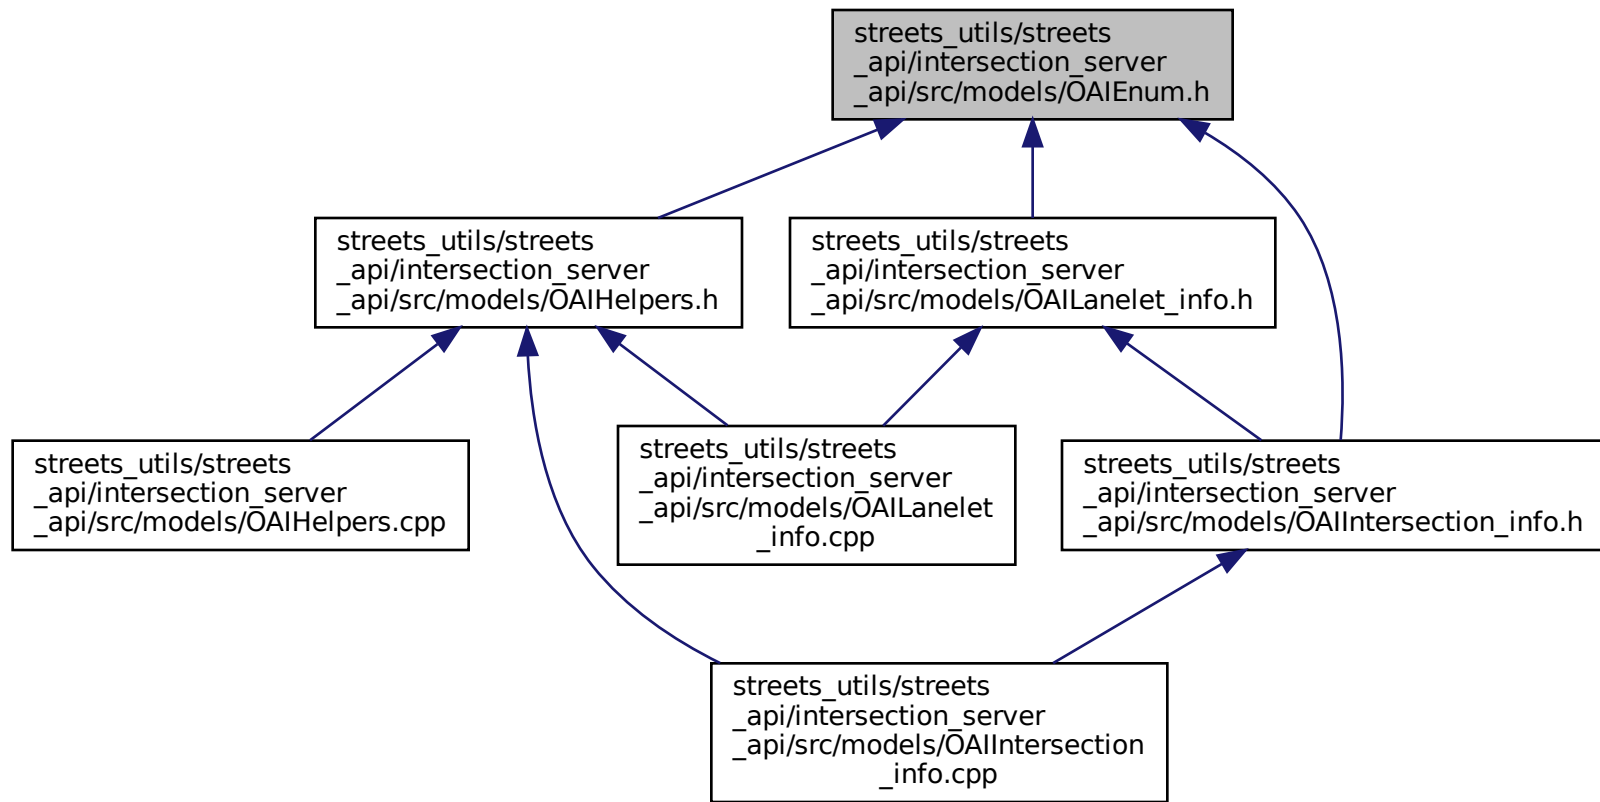 streets_utils/streets
_api/intersection_server
_api/src/models/OAIEnum.h
streets_utils/streets
_api/intersection_server
_api/src/models/OAIHelpers.h
streets_utils/streets
_api/intersection_server
_api/src/models/OAILanelet_info.h
streets_utils/streets
_api/intersection_server
_api/src/models/OAIHelpers.cpp
streets_utils/streets
_api/intersection_server
_api/src/models/OAILanelet
_info.cpp
streets_utils/streets
_api/intersection_server
_api/src/models/OAIIntersection_info.h
streets_utils/streets
_api/intersection_server
_api/src/models/OAIIntersection
_info.cpp